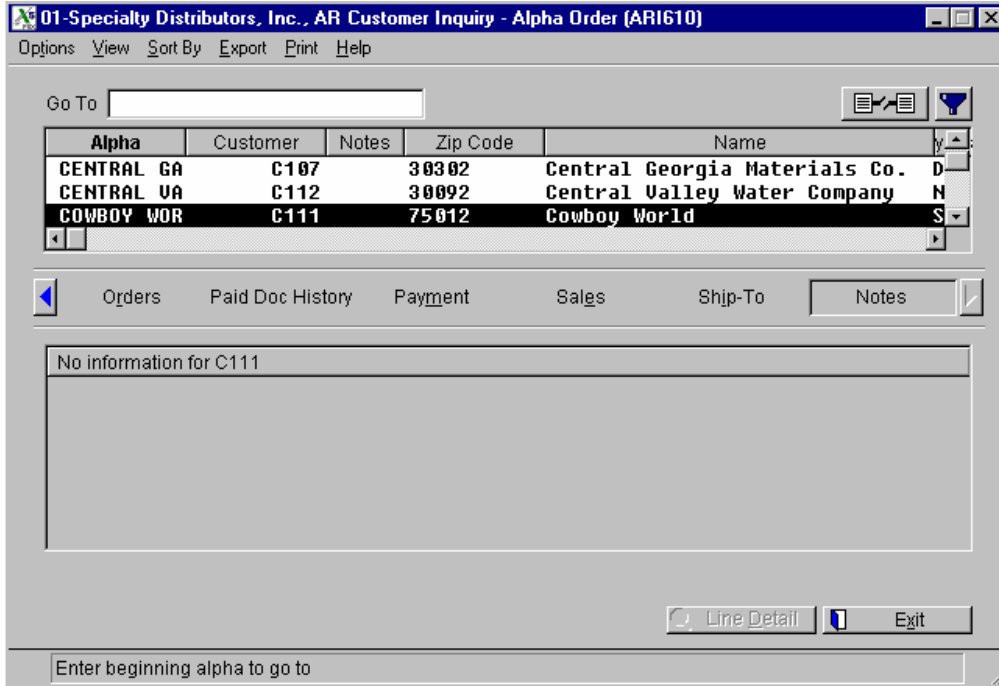 01-Specialty Distributors, Inc., AR Customer Inquiry - Alpha Order (ARI610)
Options View Sort By Export Print Help
Go To
Alpha Customer Notes Zip Code Name
CENTRAL GA C107 30302 Central Georgia Materials Co. D
CENTRAL VA C112 30092 Central Valley Water Company N
COWBOY WOR C111 75012 Cowboy World S
Orders Paid Doc History Payment Sales Ship-To Notes
No information for C111
Line Detail Exit
Enter beginning alpha to go to